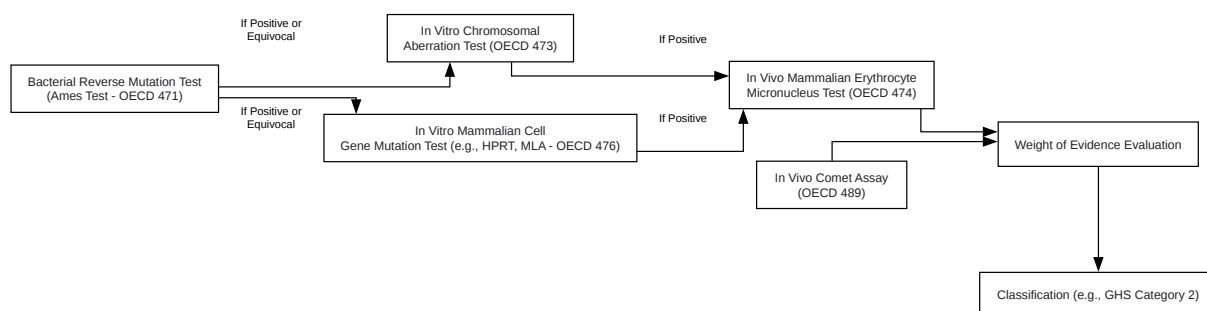 If Positive or
Equivocal
In Vitro Chromosomal
Aberration Test (OECD 473)
If Positive
Bacterial Reverse Mutation Test
(Ames Test - OECD 471)
In Vivo Mammalian Erythrocyte
Micronucleus Test (OECD 474)
If Positive or
Equivocal
In Vitro Mammalian Cell
Gene Mutation Test (e.g., HPRT, MLA - OECD 476)
If Positive
Weight of Evidence Evaluation
In Vivo Comet Assay
(OECD 489)
Classification (e.g., GHS Category 2)